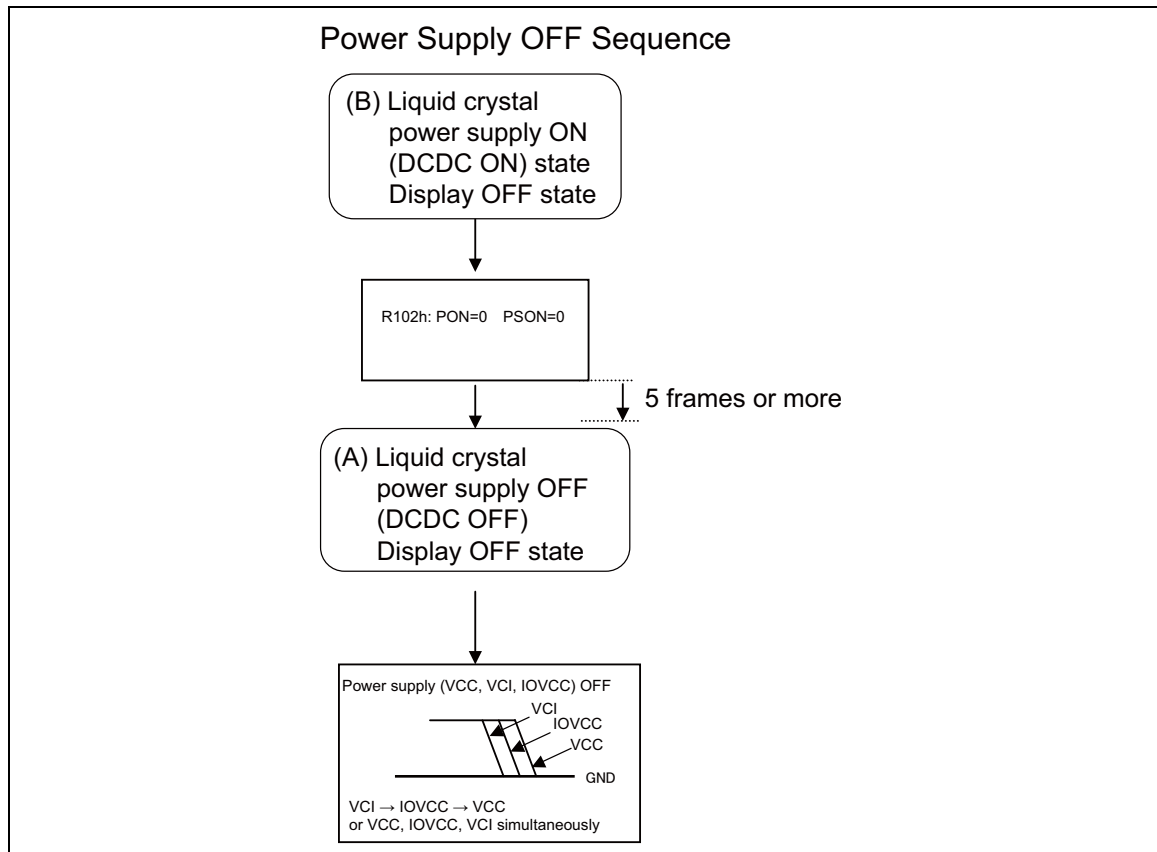 Power Supply OFF Sequence
(B) Liquid crystal
power supply ON
(DCDC ON) state
Display OFF state
R102h: PON=0 PSON=0
5 frames or more
(A) Liquid crystal
power supply OFF
(DCDC OFF)
Display OFF state
Power supply (VCC, VCI, IOVCC) OFF
VCI
IOVCC
VCC
GND
VCI → IOVCC → VCC
or VCC, IOVCC, VCI simultaneously